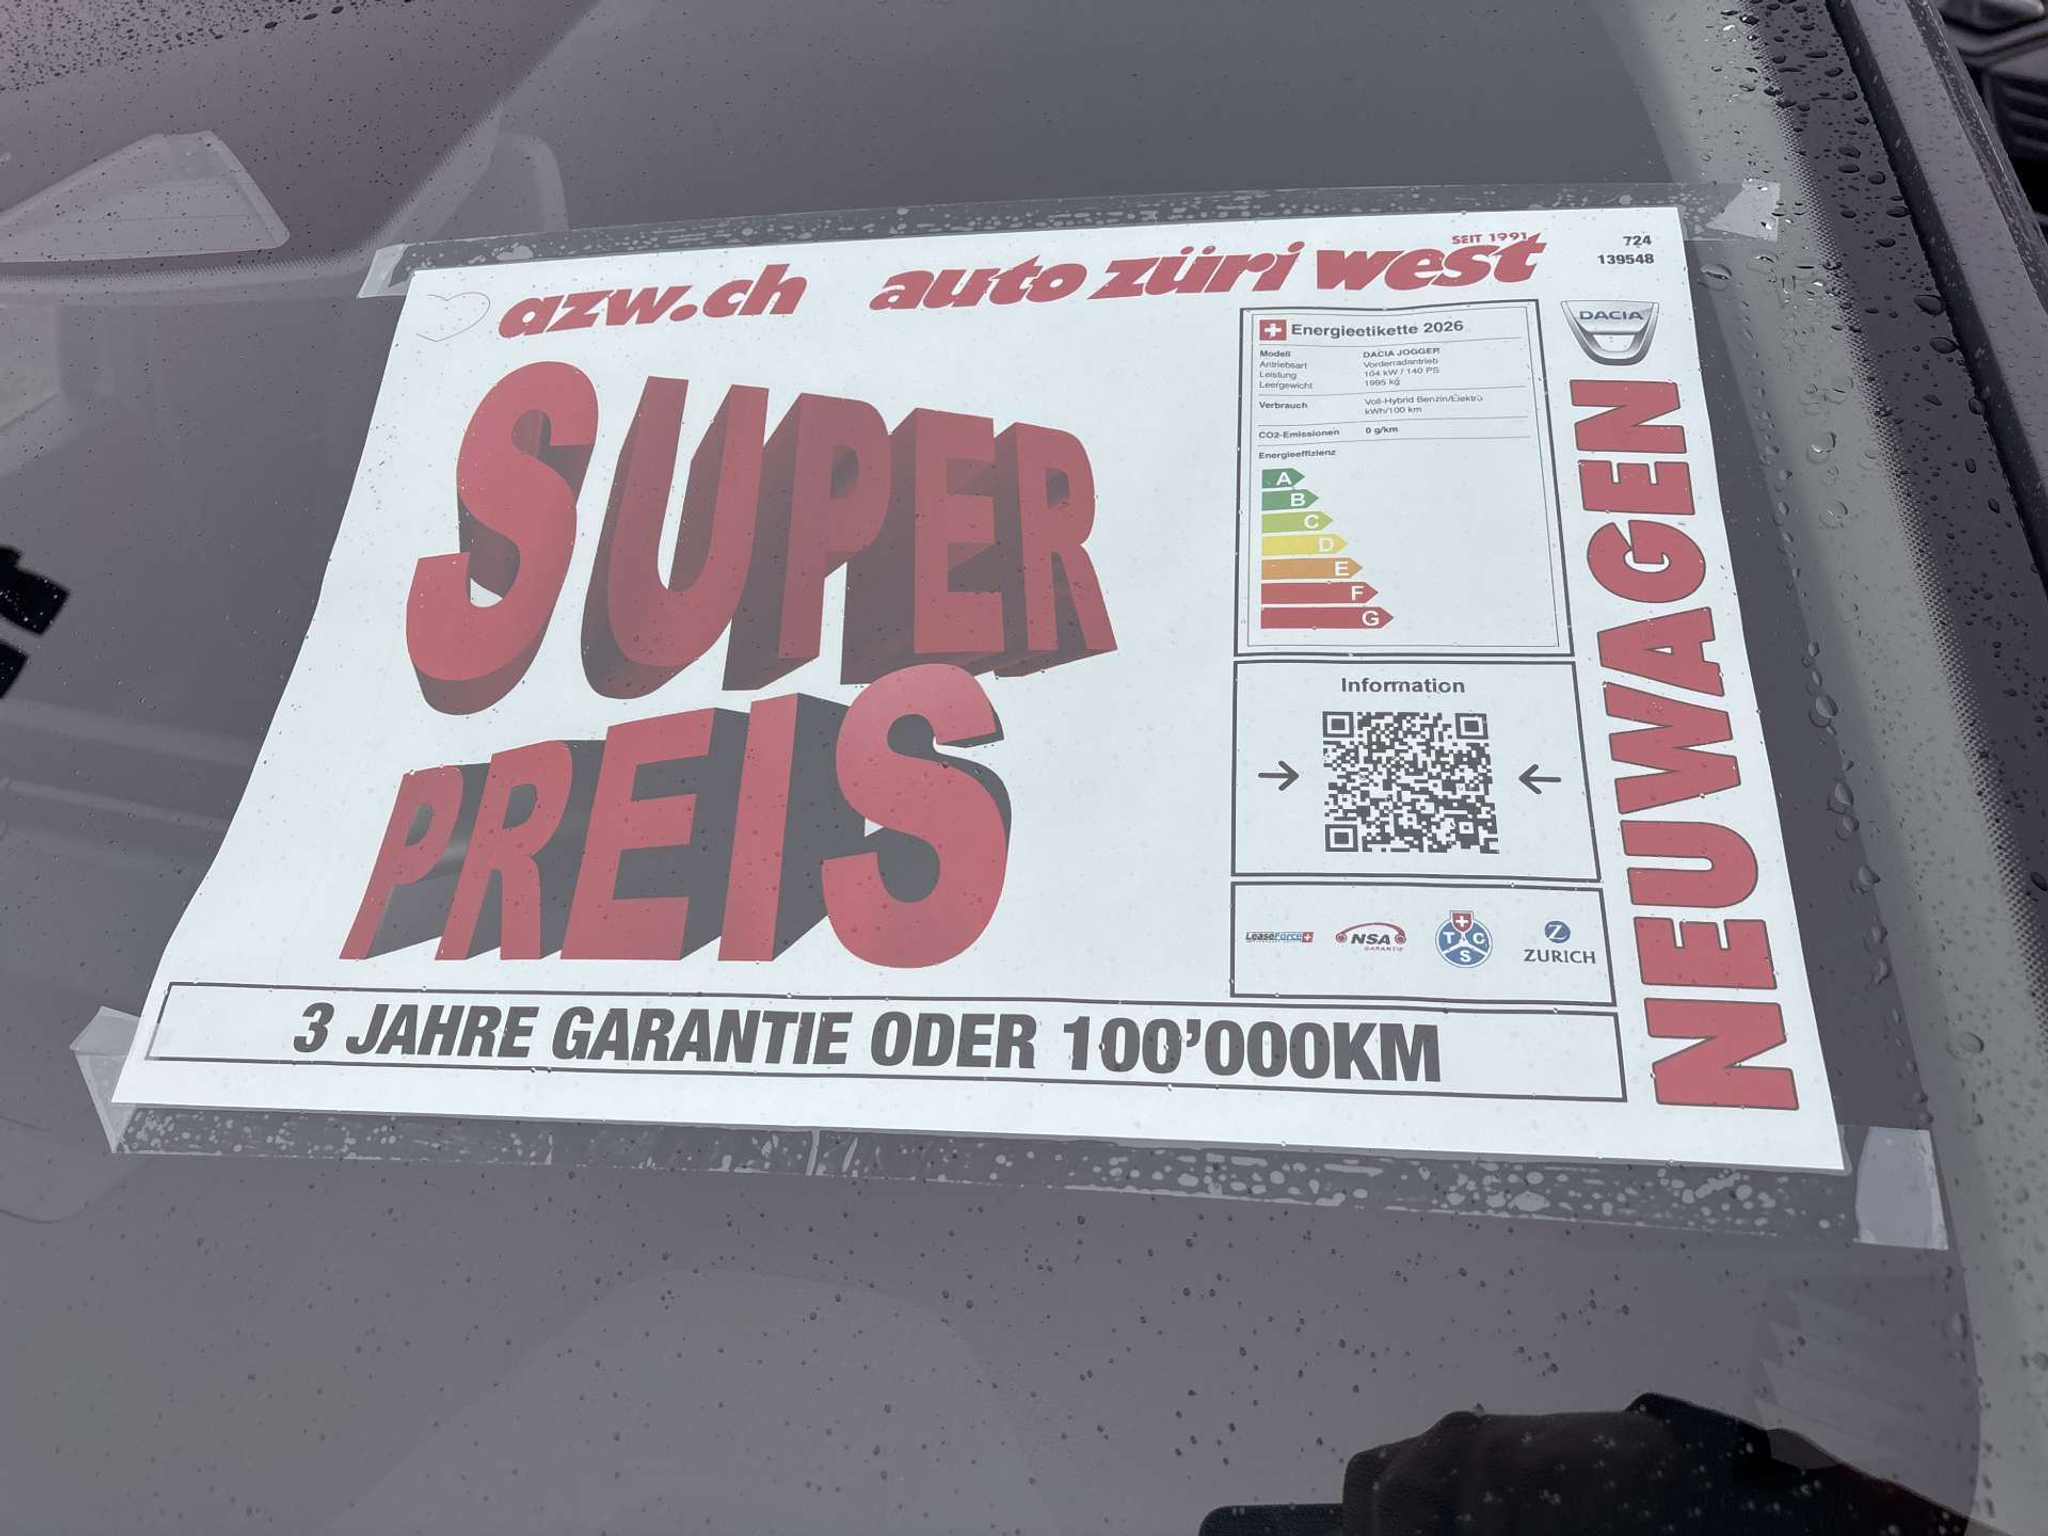 azw.ch auto züri west
SEIT 1991
724
139548
SUPER
PREIS
Energieetikette 2026
Modell DACIA JOGGER
Antriebsart Vorderradantrieb
Leistung 104 kW / 140 PS
Leergewicht 1995 kg
Verbrauch Voll-Hybrid Benzin/Elektro
kWh/100 km
CO2-Emissionen 0 g/km
Energieeffizienz
A
B
C
D
E
F
G
DACIA
NEUWAGEN
Information
LeaseForce
NSA
GARANTIE
TCS
Z
ZURICH
3 JAHRE GARANTIE ODER 100’000KM